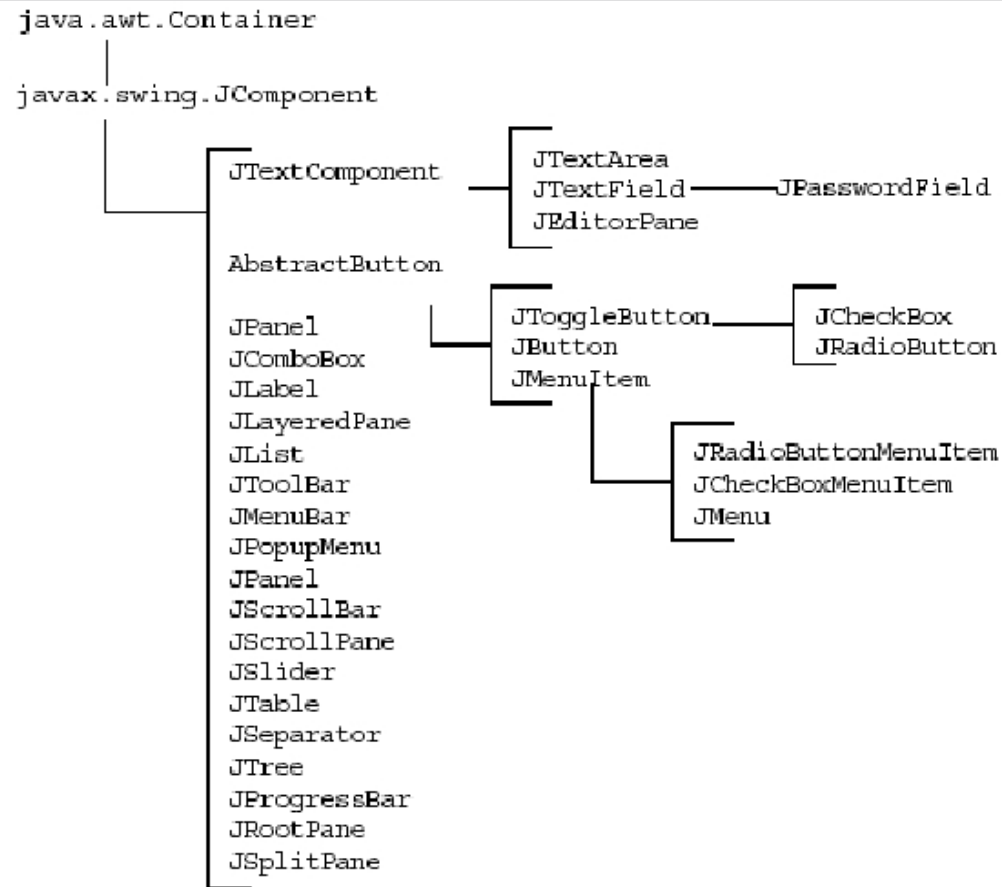 java.awt.Container
javax.swing.JComponent
JTextComponent
JTextArea
JTextField
JEditorPane
JPasswordField
AbstractButton
JToggleButton
JButton
JMenuItem
JCheckBox
JRadioButton
JRadioButtonMenuItem
JCheckBoxMenuItem
JMenu
JPanel
JComboBox
JLabel
JLayeredPane
JList
JToolBar
JMenuBar
JPopupMenu
JPanel
JScrollBar
JScrollPane
JSlider
JTable
JSeparator
JTree
JProgressBar
JRootPane
JSplitPane